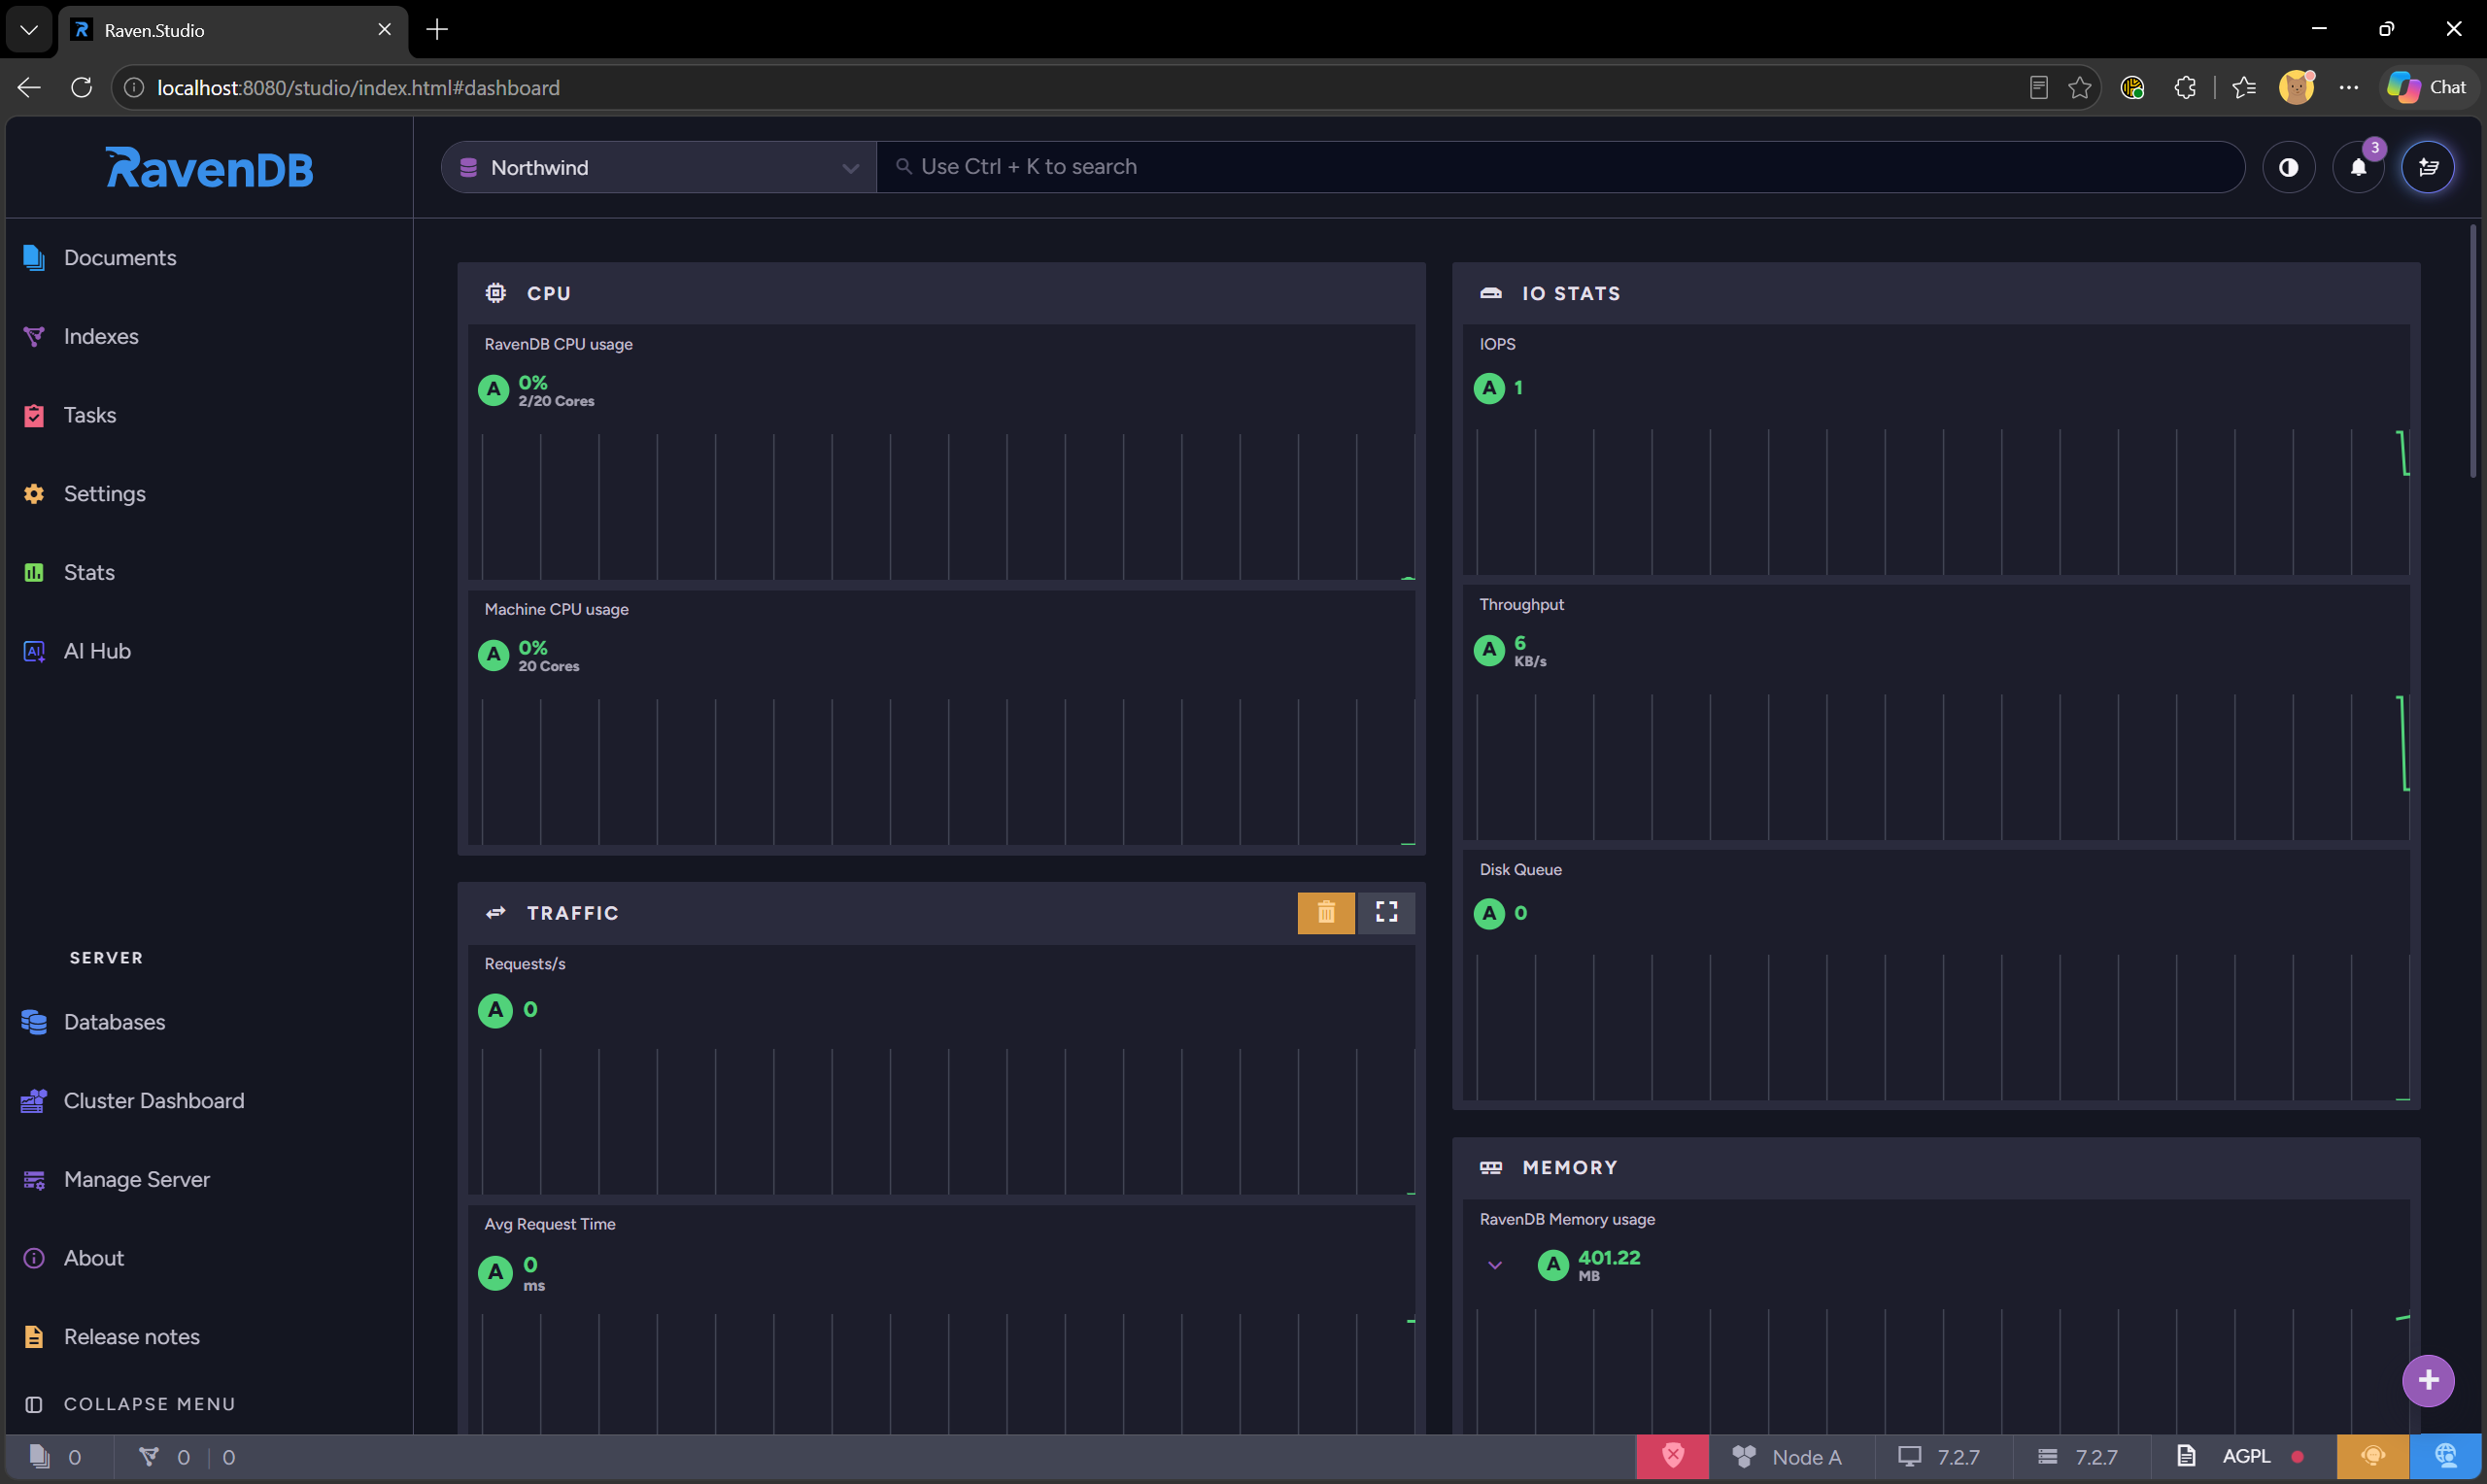 Raven.Studio
localhost:8080/studio/index.html#dashboard
Chat
RavenDB
Northwind
Use Ctrl + K to search
3
Documents
Indexes
Tasks
Settings
Stats
AI Hub
SERVER
Databases
Cluster Dashboard
Manage Server
About
Release notes
COLLAPSE MENU
CPU
RavenDB CPU usage
A 0%
2/20 Cores
Machine CPU usage
A 0%
20 Cores
TRAFFIC
Requests/s
A 0
Avg Request Time
A 0
ms
IO STATS
IOPS
A 1
Throughput
A 6
KB/s
Disk Queue
A 0
MEMORY
RavenDB Memory usage
A 401.22
MB
0 0 0 Node A 7.2.7 7.2.7 AGPL